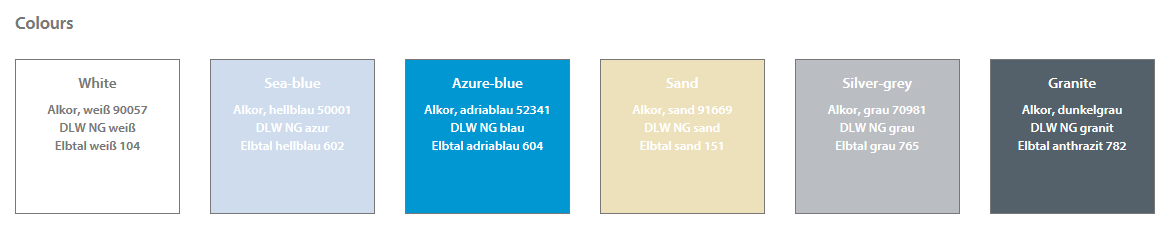 Colours
White
Alkor, weiß 90057
DLW NG weiß
Elbtal weiß 104
Sea-blue
Alkor, hellblau 50001
DLW NG azur
Elbtal hellblau 602
Azure-blue
Alkor, adriablau 52341
DLW NG blau
Elbtal adriablau 604
Sand
Alkor, sand 91669
DLW NG sand
Elbtal sand 151
Silver-grey
Alkor, grau 70981
DLW NG grau
Elbtal grau 765
Granite
Alkor, dunkelgrau
DLW NG granit
Elbtal anthrazit 782